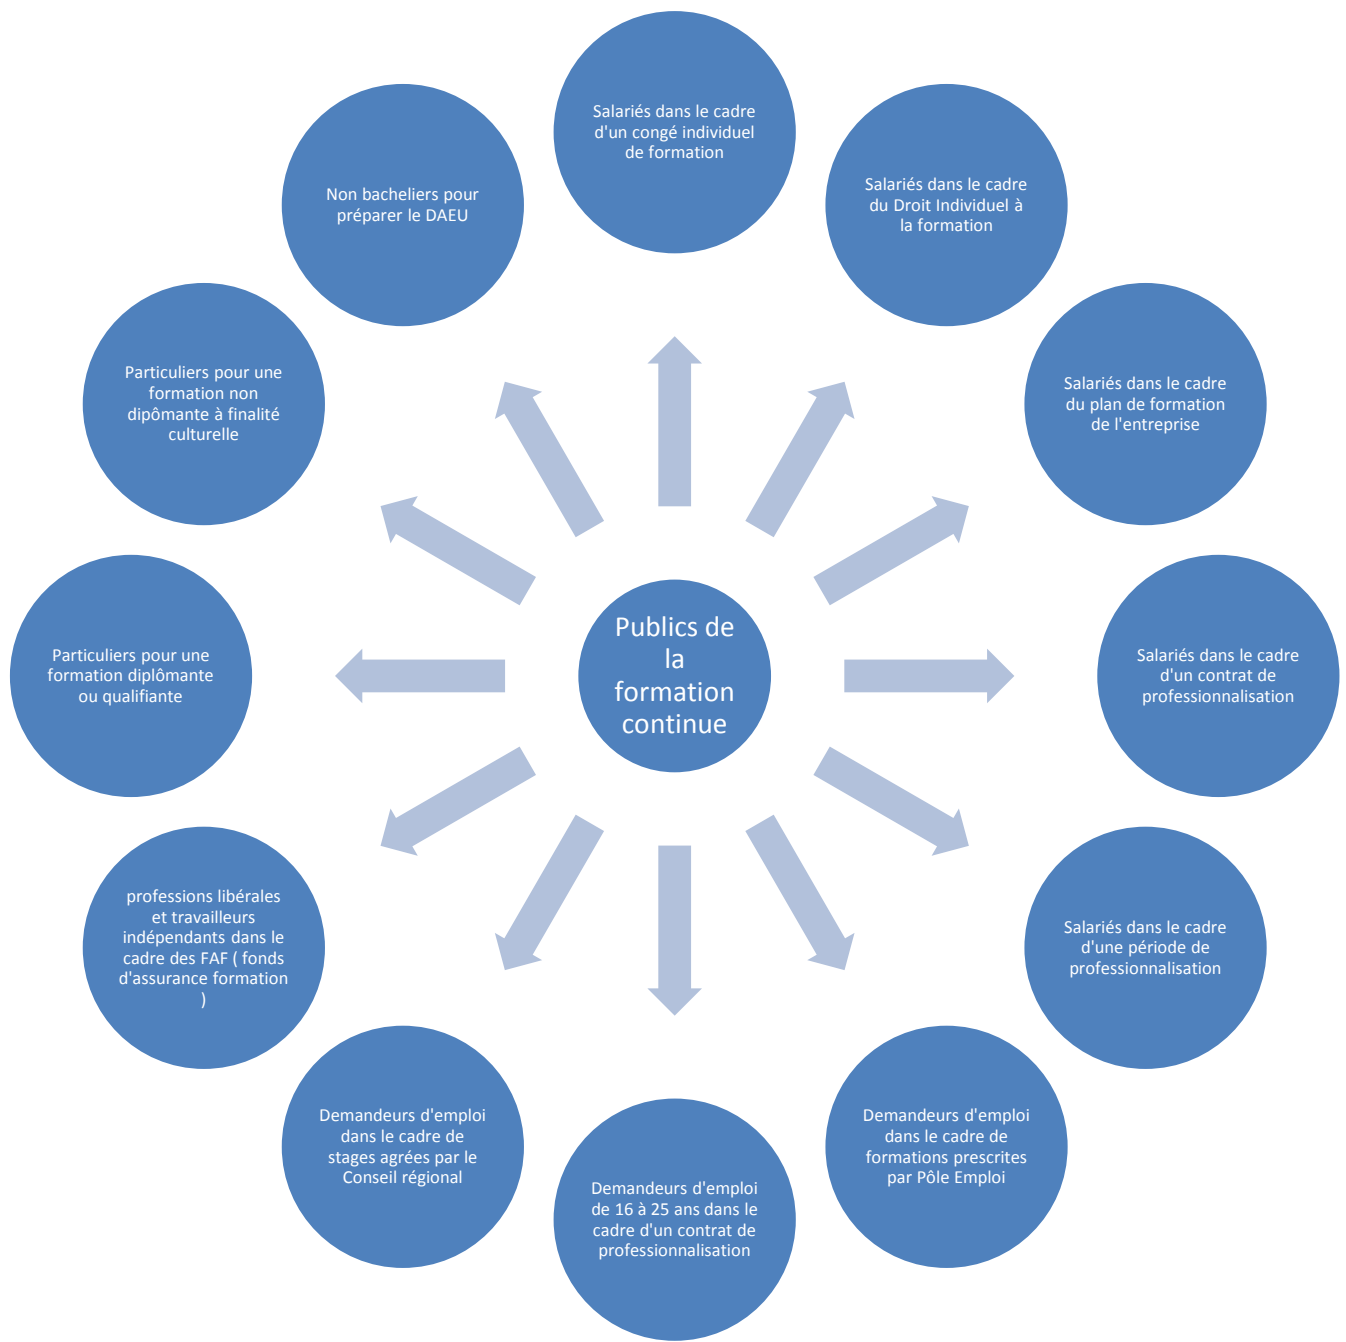 Salariés dans le cadre
d'un congé individuel
de formation
Salariés dans le cadre
du Droit Individuel à
la formation
Salariés dans le cadre
du plan de formation
de l'entreprise
Salariés dans le cadre
d'un contrat de
professionnalisation
Salariés dans le cadre
d'une période de
professionnalisation
Demandeurs d'emploi
dans le cadre de
formations prescrites
par Pôle Emploi
Demandeurs d'emploi
de 16 à 25 ans dans le
cadre d'un contrat de
professionnalisation
Demandeurs d'emploi
dans le cadre de
stages agrées par le
Conseil régional
professions libérales
et travailleurs
indépendants dans le
cadre des FAF ( fonds
d'assurance formation
)
Particuliers pour une
formation diplômante
ou qualifiante
Particuliers pour une
formation non
dipômante à finalité
culturelle
Non bacheliers pour
préparer le DAEU
Publics de
la
formation
continue